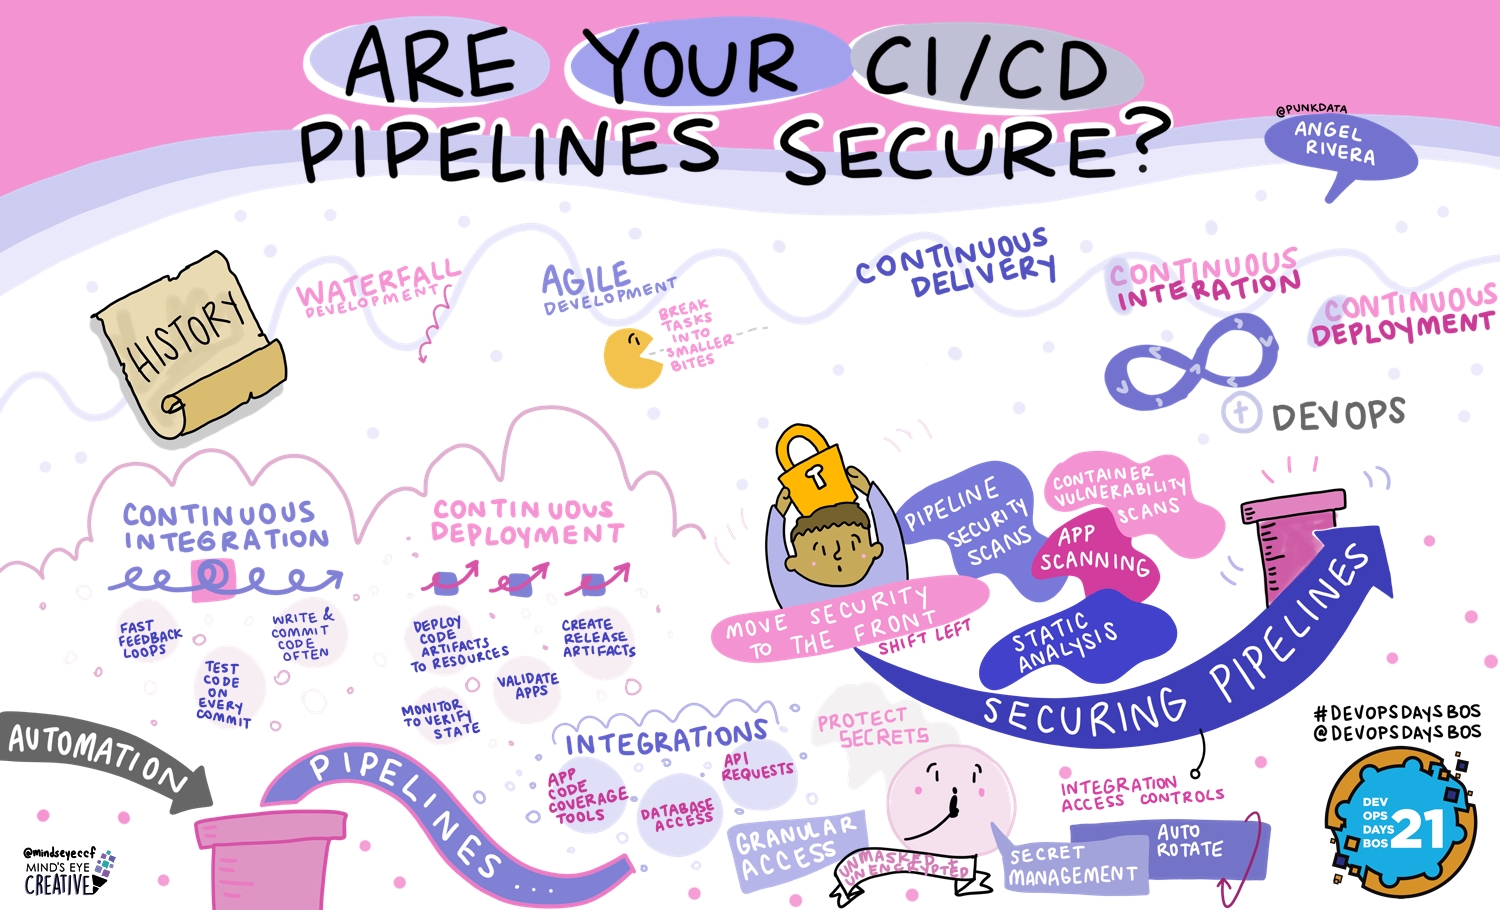 ARE YOUR CI/CD
PIPELINES SECURE?
@PUNKDATA
ANGEL
RIVERA
HISTORY
WATERFALL
DEVELOPMENT
AGILE
DEVELOPMENT
BREAK
TASKS
INTO
SMALLER
BITES
CONTINUOUS
DELIVERY
CONTINUOUS
INTERATION
CONTINUOUS
DEPLOYMENT
+ DEVOPS
CONTINUOUS
INTEGRATION
FAST
FEEDBACK
LOOPS
WRITE &
COMMIT
CODE
OFTEN
TEST
CODE
ON
EVERY
COMMIT
CONTINUOUS
DEPLOYMENT
DEPLOY
CODE
ARTIFACTS
TO RESOURCES
CREATE
RELEASE
ARTIFACTS
VALIDATE
APPS
MONITOR
TO VERIFY
STATE
MOVE SECURITY
TO THE FRONT
SHIFT LEFT
PIPELINE
SECURITY
SCANS
CONTAINER
VULNERABILITY
SCANS
APP
SCANNING
STATIC
ANALYSIS
SECURING PIPELINES
AUTOMATION
PIPELINES...
INTEGRATIONS
APP
CODE
COVERAGE
TOOLS
DATABASE
ACCESS
API
REQUESTS
PROTECT
SECRETS
GRANULAR
ACCESS
UNMASKED +
UNENCRYPTED
SECRET
MANAGEMENT
AUTO
ROTATE
INTEGRATION
ACCESS CONTROLS
#DEVOPSDAYSBOS
@DEVOPSDAYSBOS
DEV
OPS
DAYS
BOS
21
@mindseyeccf
MIND'S EYE
CREATIVE